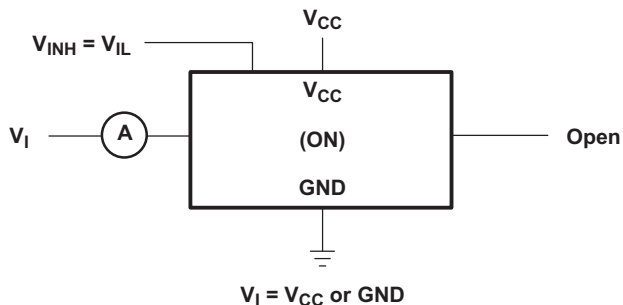 V_CC
V_INH = V_IL
V_CC
V_I
A
(ON)
Open
GND
V_I = V_CC or GND